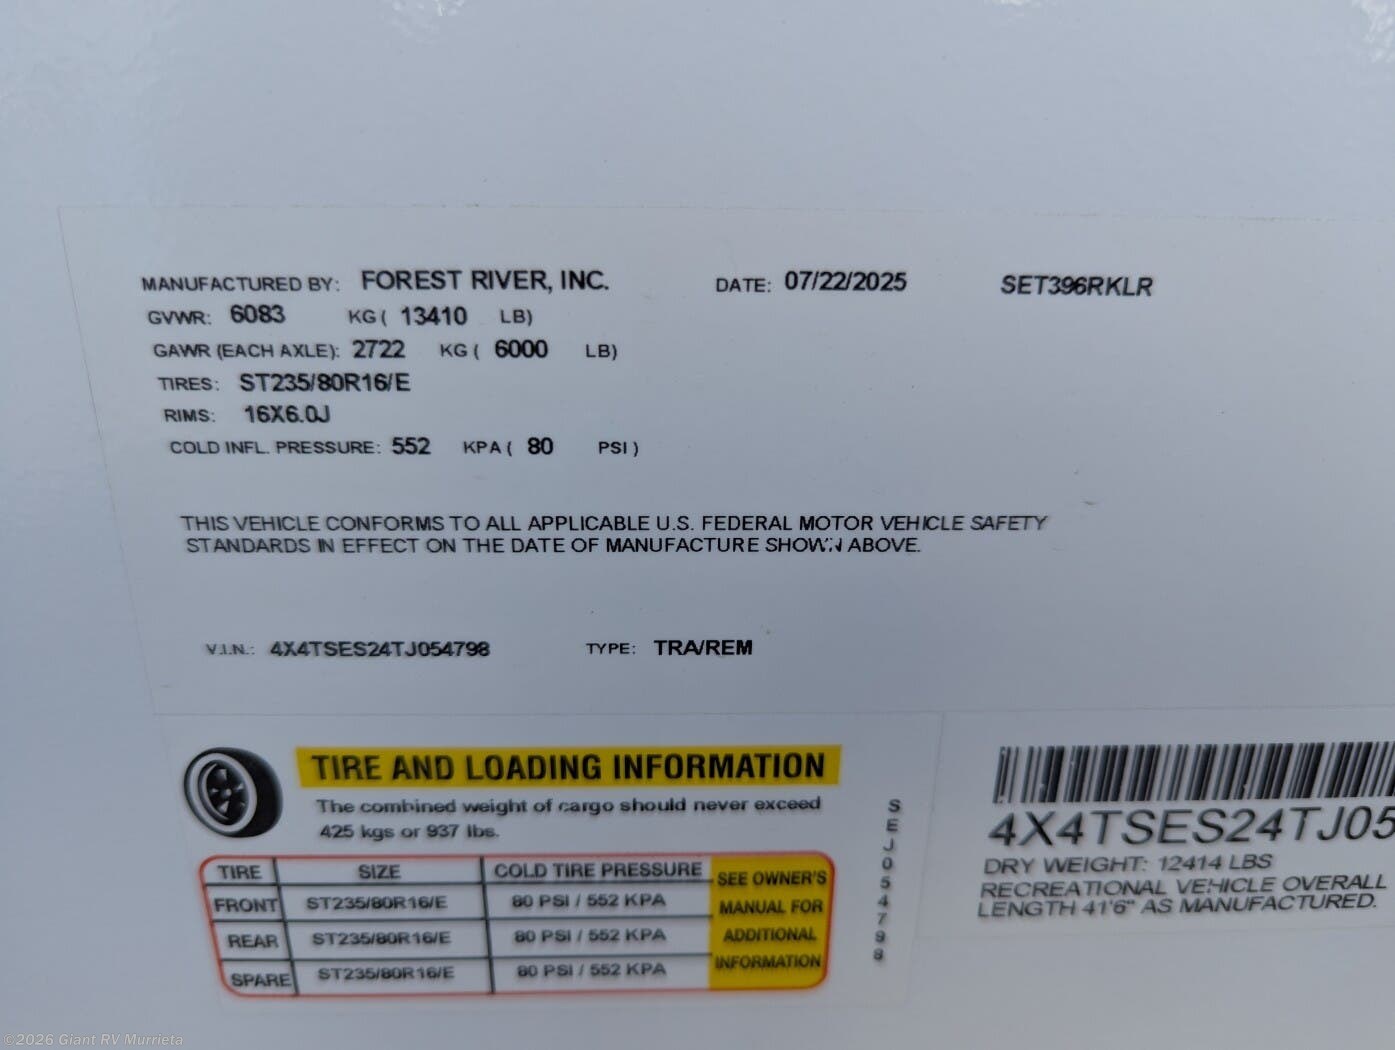 MANUFACTURED BY: FOREST RIVER, INC. DATE: 07/22/2025 SET396RKLR
GVWR: 6083 KG ( 13410 LB)
GAWR (EACH AXLE): 2722 KG ( 6000 LB)
TIRES: ST235/80R16/E
RIMS: 16X6.0J
COLD INFL. PRESSURE: 552 KPA ( 80 PSI )
THIS VEHICLE CONFORMS TO ALL APPLICABLE U.S. FEDERAL MOTOR VEHICLE SAFETY
STANDARDS IN EFFECT ON THE DATE OF MANUFACTURE SHOWN ABOVE.
V.I.N.: 4X4TSES24TJ054798 TYPE: TRA/REM
TIRE AND LOADING INFORMATION
The combined weight of cargo should never exceed
425 kgs or 937 lbs.
TIRE SIZE COLD TIRE PRESSURE SEE OWNER'S
FRONT ST235/80R16/E 80 PSI / 552 KPA MANUAL FOR
REAR ST235/80R16/E 80 PSI / 552 KPA ADDITIONAL
SPARE ST235/80R16/E 80 PSI / 552 KPA INFORMATION
SEJ054798
4X4TSES24TJ05
DRY WEIGHT: 12414 LBS
RECREATIONAL VEHICLE OVERALL
LENGTH 41'6" AS MANUFACTURED.
©2026 Giant RV Murrieta